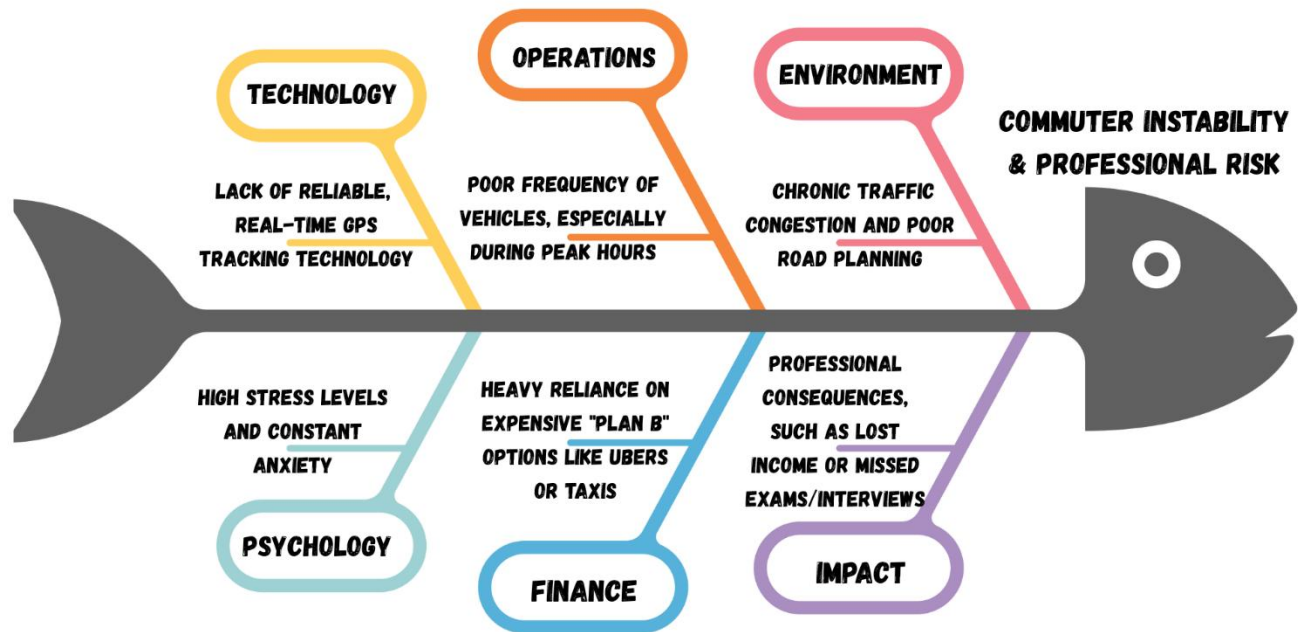 TECHNOLOGY
LACK OF RELIABLE,
REAL-TIME GPS
TRACKING TECHNOLOGY
OPERATIONS
POOR FREQUENCY OF
VEHICLES, ESPECIALLY
DURING PEAK HOURS
ENVIRONMENT
CHRONIC TRAFFIC
CONGESTION AND POOR
ROAD PLANNING
COMMUTER INSTABILITY
& PROFESSIONAL RISK
HIGH STRESS LEVELS
AND CONSTANT
ANXIETY
PSYCHOLOGY
HEAVY RELIANCE ON
EXPENSIVE "PLAN B"
OPTIONS LIKE UBERS
OR TAXIS
FINANCE
PROFESSIONAL
CONSEQUENCES,
SUCH AS LOST
INCOME OR MISSED
EXAMS/INTERVIEWS
IMPACT